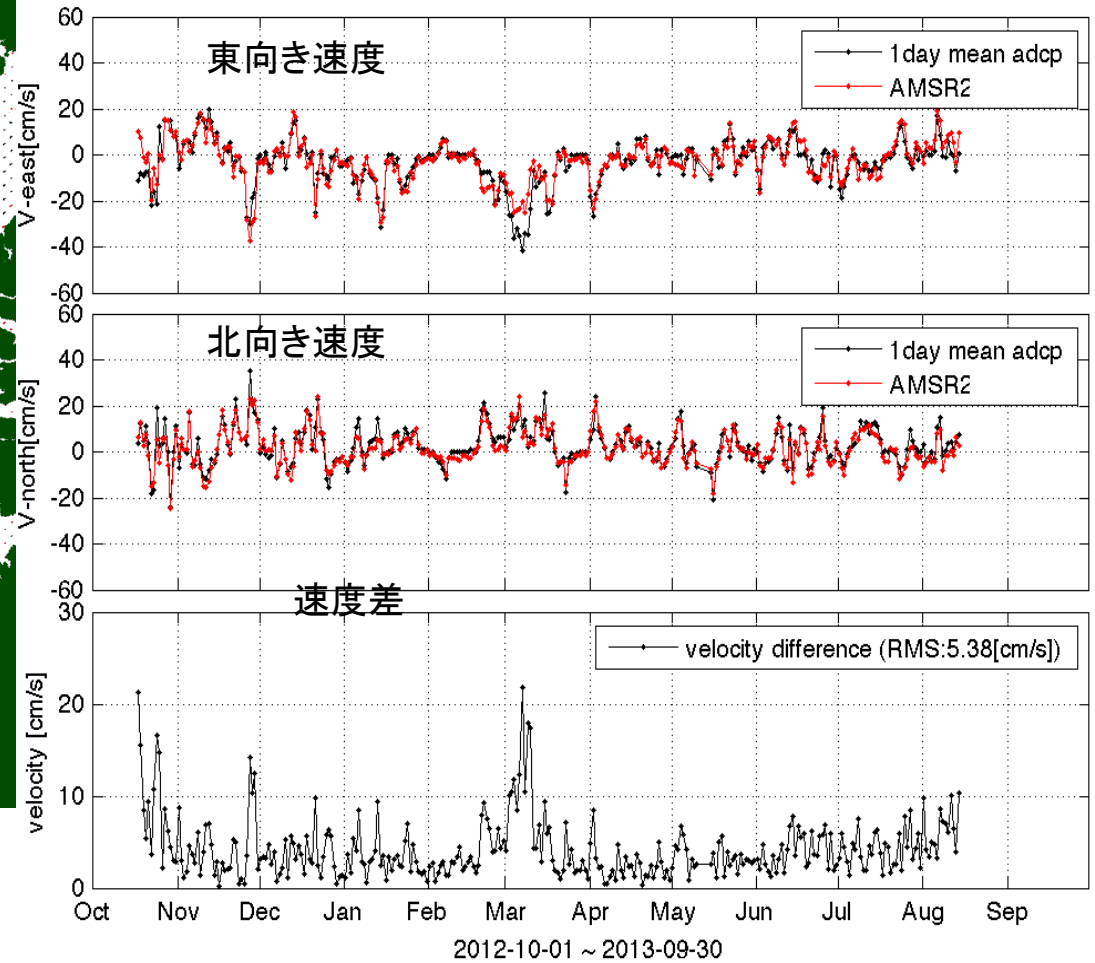 60
40
20
0
-20
-40
-60
V-east[cm/s]
東向き速度
1day mean adcp
AMSR2
60
40
20
0
-20
-40
-60
V-north[cm/s]
北向き速度
1day mean adcp
AMSR2
速度差
30
20
10
0
velocity [cm/s]
velocity difference (RMS:5.38[cm/s])
Oct Nov Dec Jan Feb Mar Apr May Jun Jul Aug Sep
2012-10-01 ~ 2013-09-30